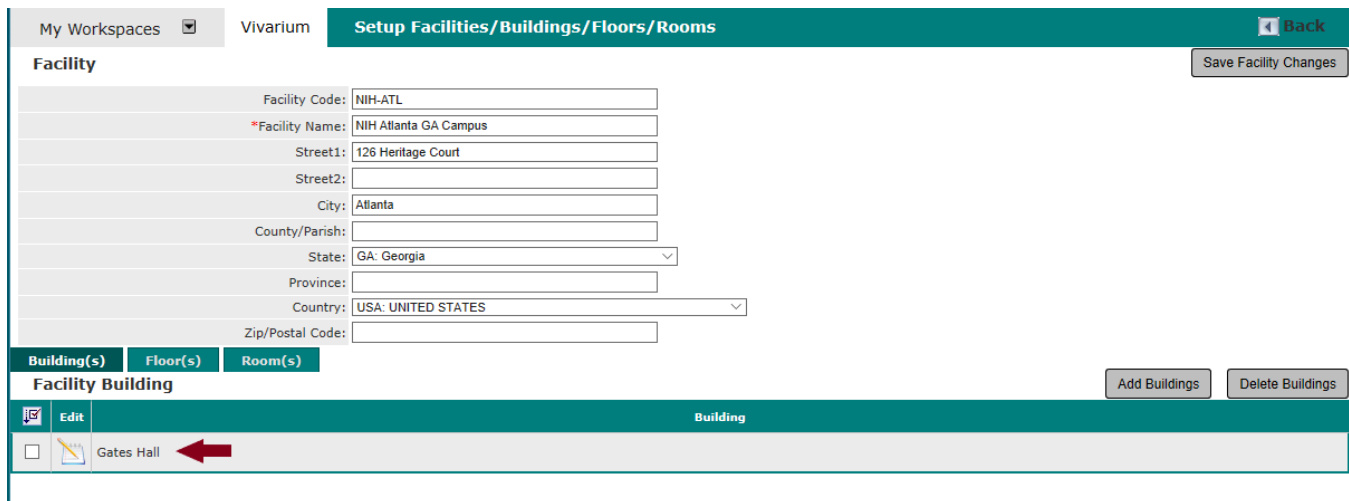 My Workspaces Vivarium Setup Facilities/Buildings/Floors/Rooms Back
Facility Save Facility Changes
Facility Code: NIH-ATL
*Facility Name: NIH Atlanta GA Campus
Street1: 126 Heritage Court
Street2:
City: Atlanta
County/Parish:
State: GA: Georgia
Province:
Country: USA: UNITED STATES
Zip/Postal Code:
Building(s) Floor(s) Room(s)
Facility Building Add Buildings Delete Buildings
Edit Building
Gates Hall